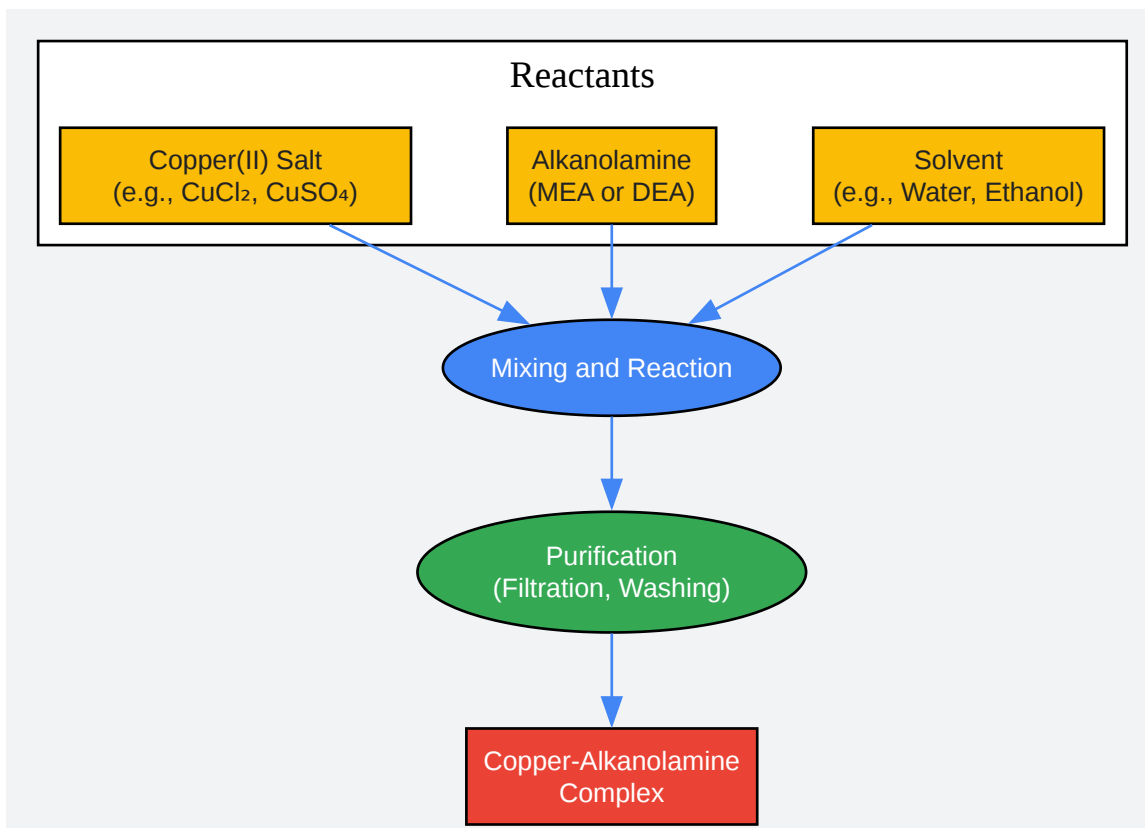 Reactants
Copper(II) Salt
(e.g., CuCl₂, CuSO₄)
Alkanolamine
(MEA or DEA)
Solvent
(e.g., Water, Ethanol)
Mixing and Reaction
Purification
(Filtration, Washing)
Copper-Alkanolamine
Complex